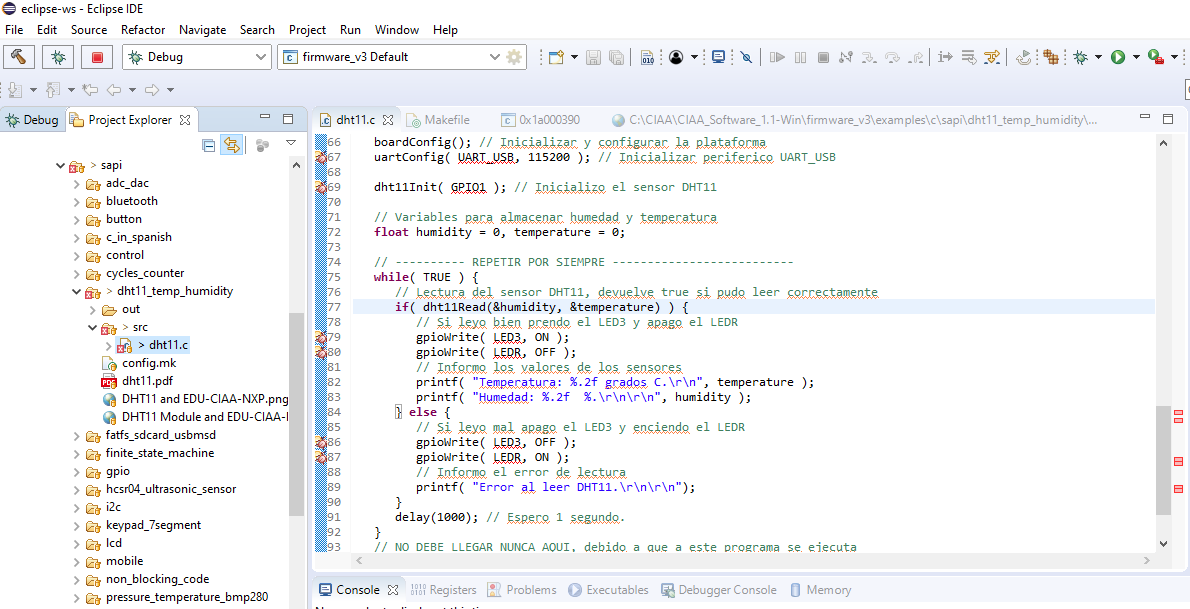 eclipse-ws - Eclipse IDE
File Edit Source Refactor Navigate Search Project Run Window Help
Debug
firmware_v3 Default
010
Debug Project Explorer
dht11.c Makefile 0x1a000390 C:\CIAA\CIAA_Software_1.1-Win\firmware_v3\examples\c\sapi\dht11_temp_humidity\...
> sapi
adc_dac
bluetooth
button
c_in_spanish
control
cycles_counter
> dht11_temp_humidity
out
> src
> dht11.c
config.mk
dht11.pdf
DHT11 and EDU-CIAA-NXP.png
DHT11 Module and EDU-CIAA-
fatfs_sdcard_usbmsd
finite_state_machine
gpio
hcsr04_ultrasonic_sensor
i2c
keypad_7segment
lcd
mobile
non_blocking_code
pressure_temperature_bmp280
66 boardConfig(); // Inicializar y configurar la plataforma
67 uartConfig( UART_USB, 115200 ); // Inicializar periferico UART_USB
68
69 dht11Init( GPIO1 ); // Inicializo el sensor DHT11
70
71 // Variables para almacenar humedad y temperatura
72 float humidity = 0, temperature = 0;
73
74 // ---------- REPETIR POR SIEMPRE --------------------------
75 while( TRUE ) {
76 // Lectura del sensor DHT11, devuelve true si pudo leer correctamente
77 if( dht11Read(&humidity, &temperature) ) {
78 // Si leyo bien prendo el LED3 y apago el LEDR
79 gpioWrite( LED3, ON );
80 gpioWrite( LEDR, OFF );
81 // Informo los valores de los sensores
82 printf( "Temperatura: %.2f grados C.\r\n", temperature );
83 printf( "Humedad: %.2f  %.\r\n\r\n", humidity );
84 } else {
85 // Si leyo mal apago el LED3 y enciendo el LEDR
86 gpioWrite( LED3, OFF );
87 gpioWrite( LEDR, ON );
88 // Informo el error de lectura
89 printf( "Error al leer DHT11.\r\n\r\n");
90 }
91 delay(1000); // Espero 1 segundo.
92 }
93 // NO DEBE LLEGAR NUNCA AQUI, debido a que a este programa se ejecuta
Console Registers Problems Executables Debugger Console Memory